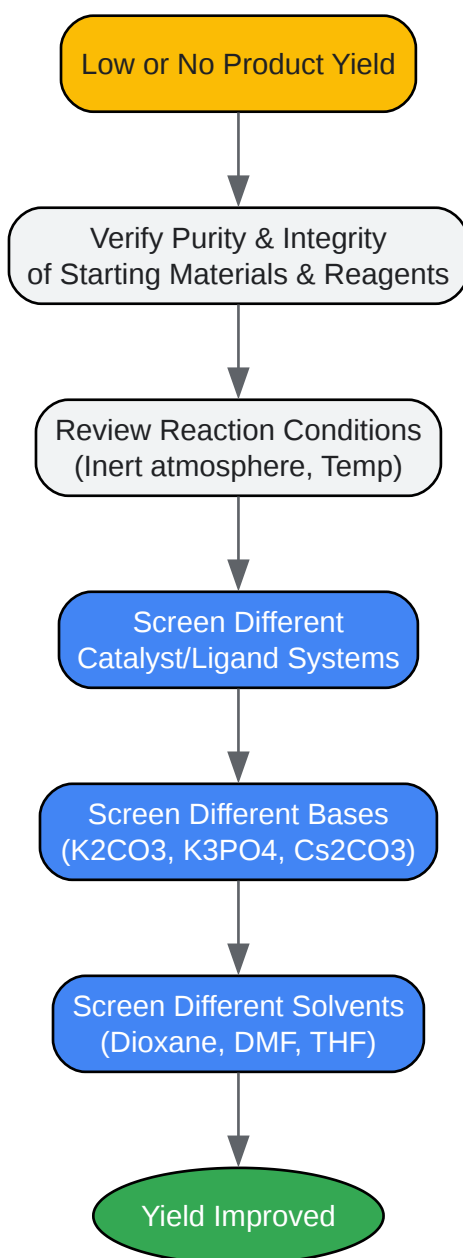 Low or No Product Yield
Verify Purity & Integrity
of Starting Materials & Reagents
Review Reaction Conditions
(Inert atmosphere, Temp)
Screen Different
Catalyst/Ligand Systems
Screen Different Bases
(K2CO3, K3PO4, Cs2CO3)
Screen Different Solvents
(Dioxane, DMF, THF)
Yield Improved